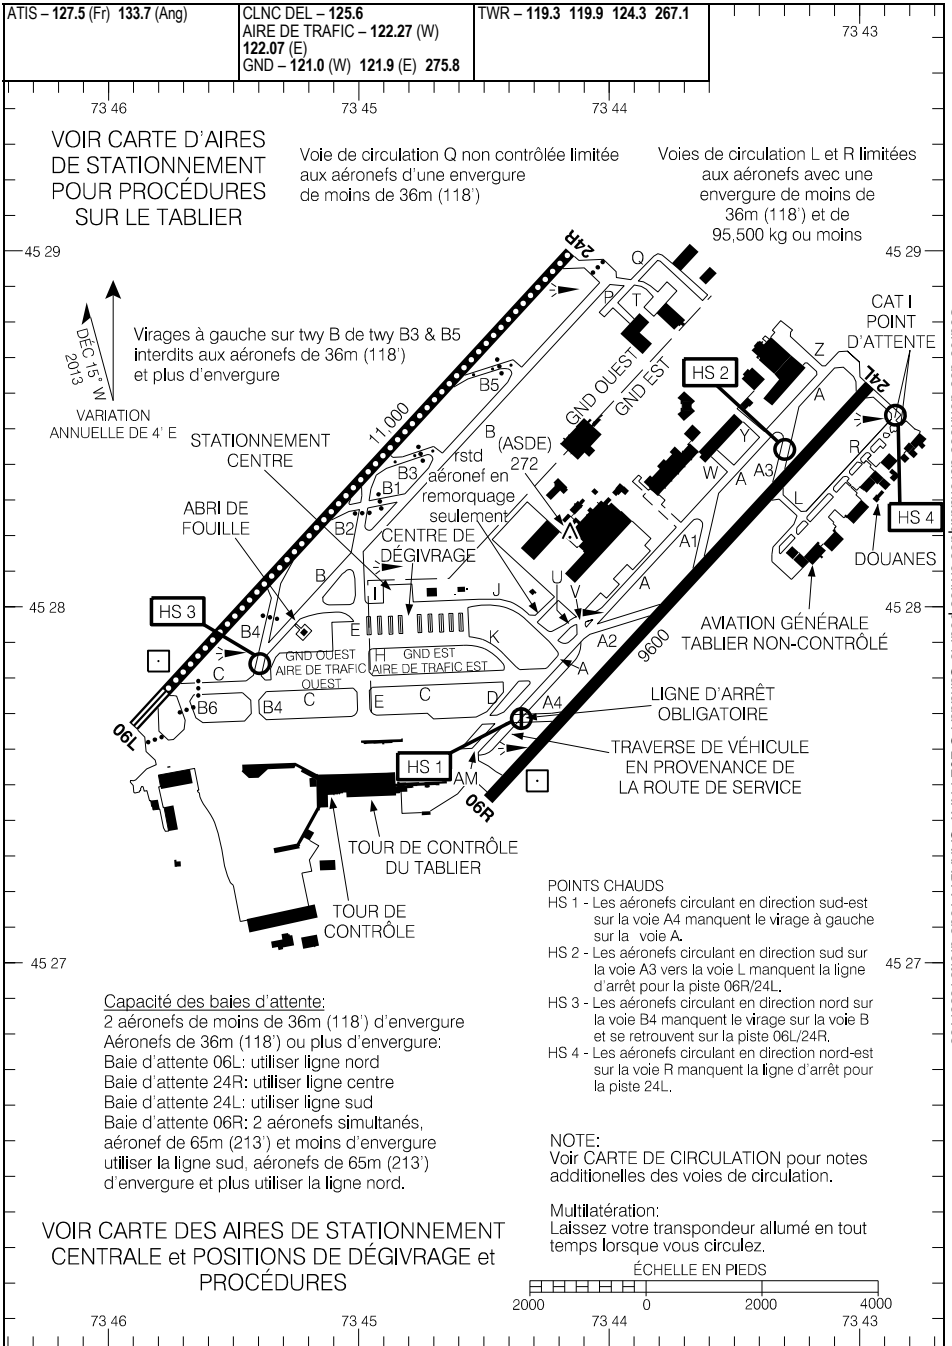 ATIS – 127.5 (Fr) 133.7 (Ang)
CLNC DEL – 125.6
AIRE DE TRAFIC – 122.27 (W)
122.07 (E)
GND – 121.0 (W) 121.9 (E) 275.8
TWR – 119.3 119.9 124.3 267.1
73 43
73 46
73 45
73 44
VOIR CARTE D'AIRES
DE STATIONNEMENT
POUR PROCÉDURES
SUR LE TABLIER
Voie de circulation Q non contrôlée limitée
aux aéronefs d'une envergure
de moins de 36m (118')
Voies de circulation L et R limitées
aux aéronefs avec une
envergure de moins de
36m (118') et de
95,500 kg ou moins
45 29
45 29
24R
Q
P
T
DÉC 15° W
2013
VARIATION
ANNUELLE DE 4' E
Virages à gauche sur twy B de twy B3 & B5
interdits aux aéronefs de 36m (118')
et plus d'envergure
CAT I
POINT
D'ATTENTE
GND OUEST
GND EST
HS 2
Z
A
24L
B5
11,000
B
STATIONNEMENT
CENTRE
(ASDE)
272
rstd
aéronef en
remorquage
seulement
Y
W
A3
A
R
L
B3
B1
B2
ABRI DE
FOUILLE
CENTRE DE
DÉGIVRAGE
HS 4
DOUANES
A1
A
B
I
J
U
V
45 28
45 28
HS 3
B4
E
K
A2
9600
AVIATION GÉNÉRALE
TABLIER NON-CONTRÔLÉ
GND OUEST
AIRE DE TRAFIC
OUEST
H
GND EST
AIRE DE TRAFIC EST
C
A
B6
B4
C
E
C
D
A4
LIGNE D'ARRÊT
OBLIGATOIRE
06L
HS 1
AM
TRAVERSE DE VÉHICULE
EN PROVENANCE DE
LA ROUTE DE SERVICE
06R
TOUR DE CONTRÔLE
DU TABLIER
TOUR DE
CONTRÔLE
POINTS CHAUDS
HS 1 - Les aéronefs circulant en direction sud-est
sur la voie A4 manquent le virage à gauche
sur la voie A.
HS 2 - Les aéronefs circulant en direction sud sur
la voie A3 vers la voie L manquent la ligne
d'arrêt pour la piste 06R/24L.
HS 3 - Les aéronefs circulant en direction nord sur
la voie B4 manquent le virage sur la voie B
et se retrouvent sur la piste 06L/24R.
HS 4 - Les aéronefs circulant en direction nord-est
sur la voie R manquent la ligne d'arrêt pour
la piste 24L.
45 27
45 27
Capacité des baies d'attente:
2 aéronefs de moins de 36m (118') d'envergure
Aéronefs de 36m (118') ou plus d'envergure:
Baie d'attente 06L: utiliser ligne nord
Baie d'attente 24R: utiliser ligne centre
Baie d'attente 24L: utiliser ligne sud
Baie d'attente 06R: 2 aéronefs simultanés,
aéronef de 65m (213') et moins d'envergure
utiliser la ligne sud, aéronefs de 65m (213')
d'envergure et plus utiliser la ligne nord.
NOTE:
Voir CARTE DE CIRCULATION pour notes
additionelles des voies de circulation.
Multilatération:
Laissez votre transpondeur allumé en tout
temps lorsque vous circulez.
VOIR CARTE DES AIRES DE STATIONNEMENT
CENTRALE et POSITIONS DE DÉGIVRAGE et
PROCÉDURES
ÉCHELLE EN PIEDS
2000
0
2000
4000
73 46
73 45
73 44
73 43